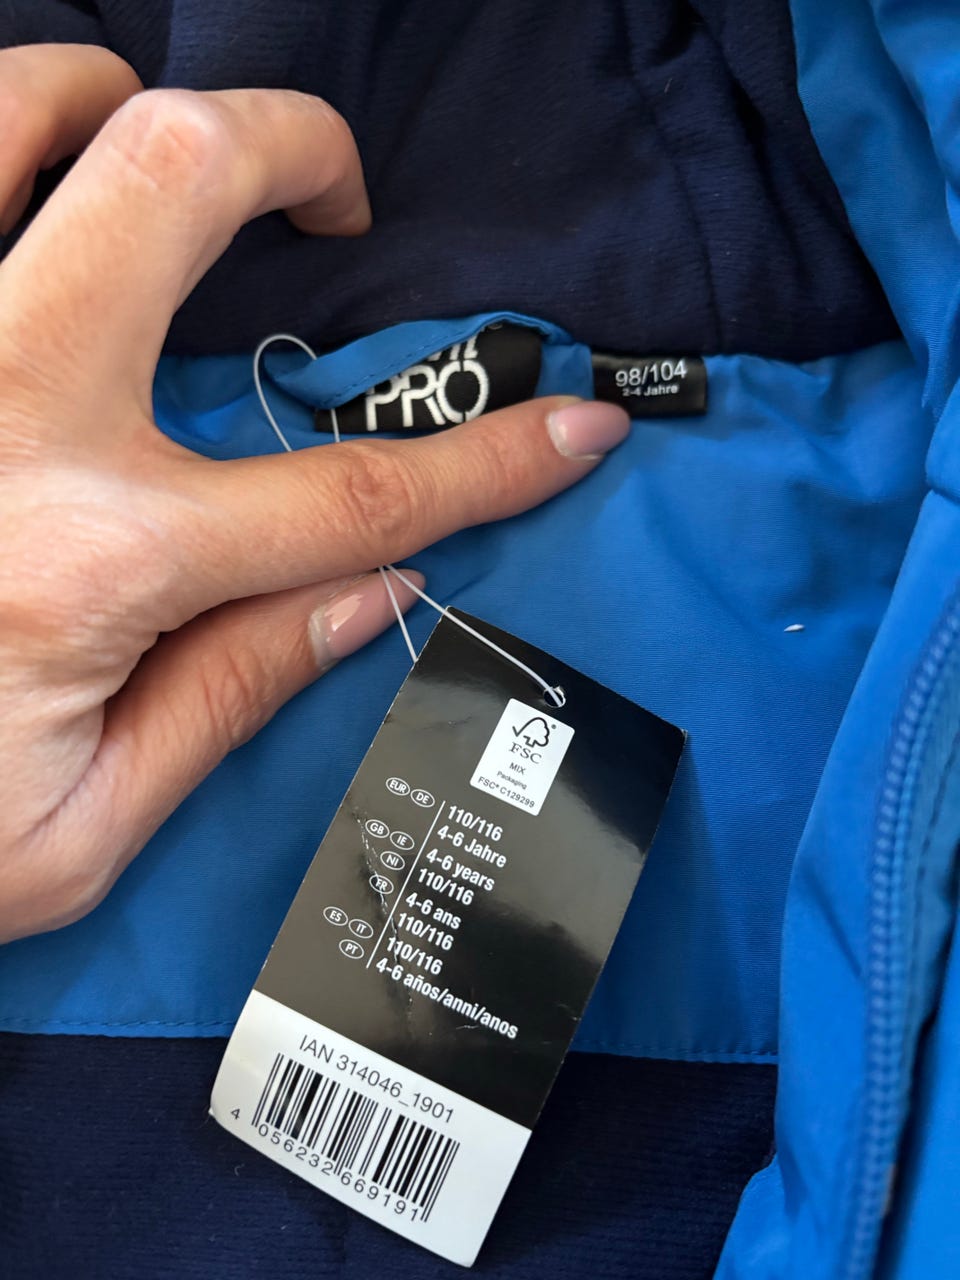 PRO
98/104
2-4 Jahre
FSC
MIX
Packaging
FSC® C129299
EUR DE
110/116
4-6 Jahre
GB IE
4-6 years
NI
110/116
FR
4-6 ans
110/116
ES IT
110/116
PT
4-6 años/anni/anos
IAN 314046_1901
4 056232 669191